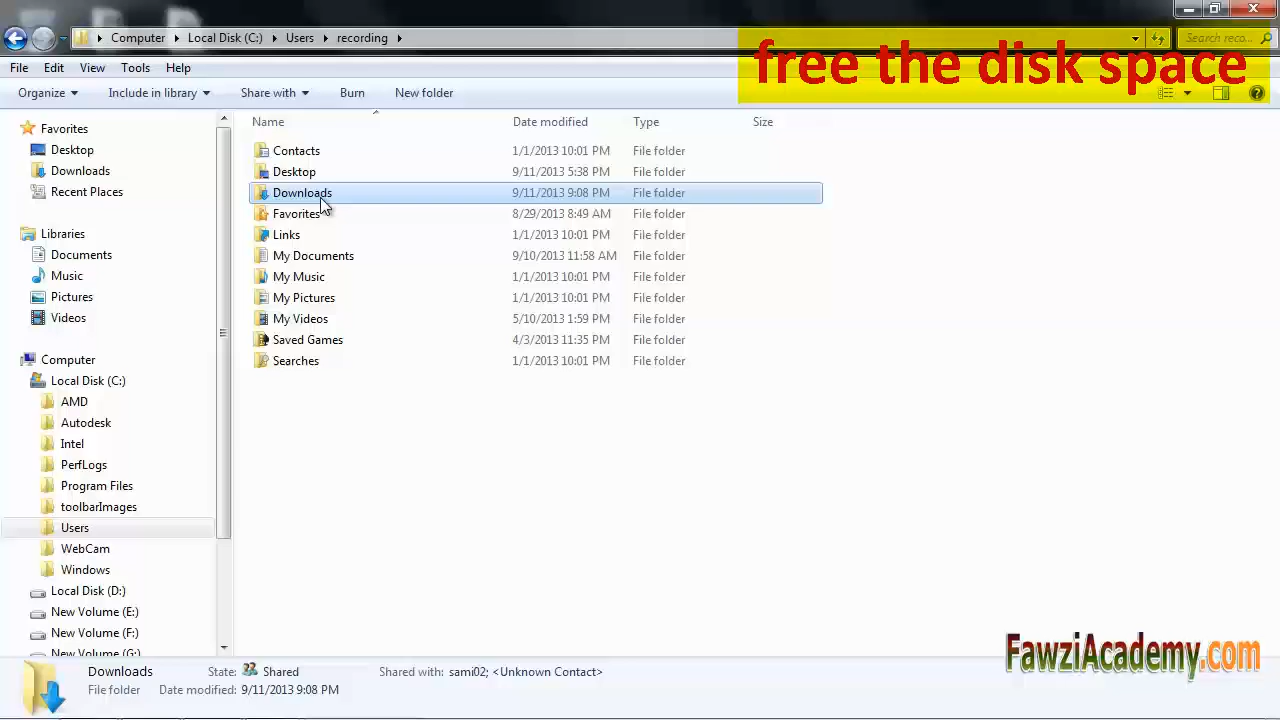 Computer Local Disk (C:) Users recording
Search reco...
free the disk space
File Edit View Tools Help
Organize Include in library Share with Burn New folder
Name Date modified Type Size
Favorites
Desktop
Downloads
Recent Places
Libraries
Documents
Music
Pictures
Videos
Computer
Local Disk (C:)
AMD
Autodesk
Intel
PerfLogs
Program Files
toolbarImages
Users
WebCam
Windows
Local Disk (D:)
New Volume (E:)
New Volume (F:)
New Volume (G:)
Contacts 1/1/2013 10:01 PM File folder
Desktop 9/11/2013 5:38 PM File folder
Downloads 9/11/2013 9:08 PM File folder
Favorites 8/29/2013 8:49 AM File folder
Links 1/1/2013 10:01 PM File folder
My Documents 9/10/2013 11:58 AM File folder
My Music 1/1/2013 10:01 PM File folder
My Pictures 1/1/2013 10:01 PM File folder
My Videos 5/10/2013 1:59 PM File folder
Saved Games 4/3/2013 11:35 PM File folder
Searches 1/1/2013 10:01 PM File folder
FawziAcademy.com
Downloads State: Shared Shared with: sami02; <Unknown Contact>
File folder Date modified: 9/11/2013 9:08 PM